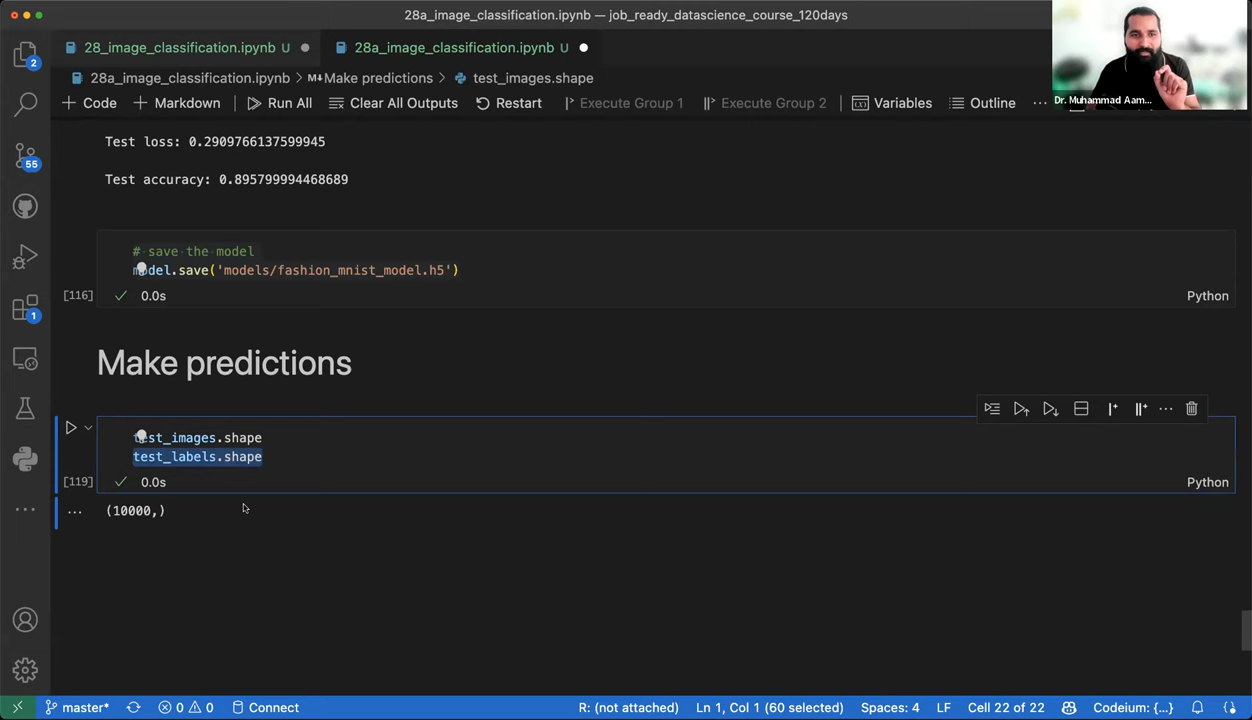 28a_image_classification.ipynb — job_ready_datascience_course_120days
28_image_classification.ipynb U
28a_image_classification.ipynb U
28a_image_classification.ipynb > M↓Make predictions > test_images.shape
+ Code + Markdown Run All Clear All Outputs Restart Execute Group 1 Execute Group 2 (x) Variables Outline ...
Dr. Muhammad Aam...
2
55
1
Test loss: 0.2909766137599945
Test accuracy: 0.895799994468689
# save the model
model.save('models/fashion_mnist_model.h5')
[116] 0.0s Python
Make predictions
test_images.shape
test_labels.shape
[119] 0.0s Python
... (10000,)
master* 0 0 Connect R: (not attached) Ln 1, Col 1 (60 selected) Spaces: 4 LF Cell 22 of 22 Codeium: {...}